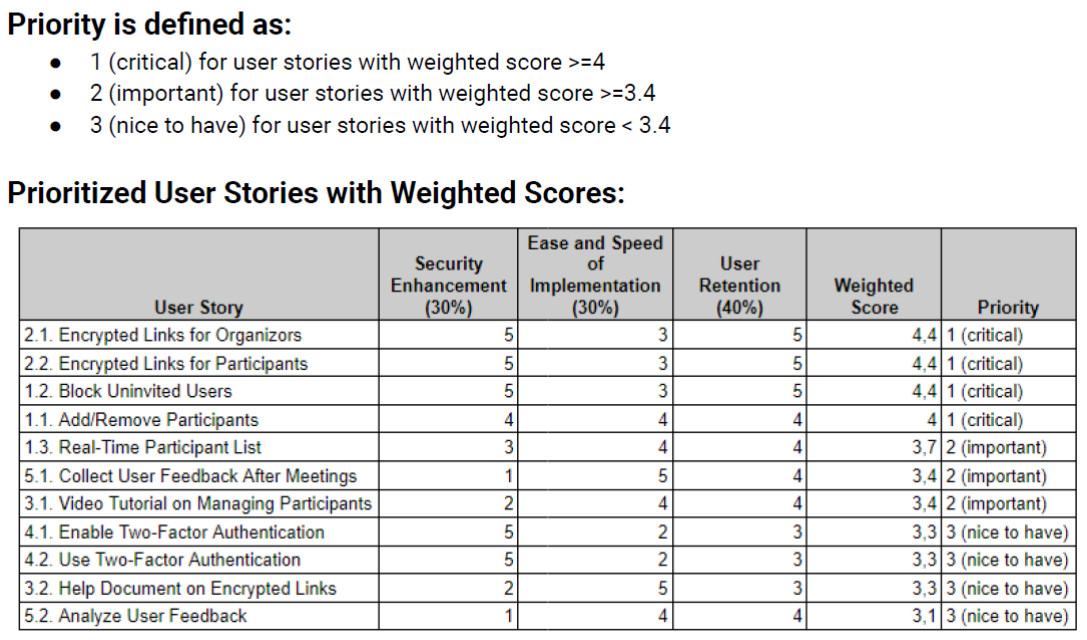 Priority is defined as:
● 1 (critical) for user stories with weighted score >=4
● 2 (important) for user stories with weighted score >=3.4
● 3 (nice to have) for user stories with weighted score < 3.4
Prioritized User Stories with Weighted Scores:
User Story Security Enhancement (30%) Ease and Speed of Implementation (30%) User Retention (40%) Weighted Score Priority
2.1. Encrypted Links for Organizors 5 3 5 4,4 1 (critical)
2.2. Encrypted Links for Participants 5 3 5 4,4 1 (critical)
1.2. Block Uninvited Users 5 3 5 4,4 1 (critical)
1.1. Add/Remove Participants 4 4 4 4 1 (critical)
1.3. Real-Time Participant List 3 4 4 3,7 2 (important)
5.1. Collect User Feedback After Meetings 1 5 4 3,4 2 (important)
3.1. Video Tutorial on Managing Participants 2 4 4 3,4 2 (important)
4.1. Enable Two-Factor Authentication 5 2 3 3,3 3 (nice to have)
4.2. Use Two-Factor Authentication 5 2 3 3,3 3 (nice to have)
3.2. Help Document on Encrypted Links 2 5 3 3,3 3 (nice to have)
5.2. Analyze User Feedback 1 4 4 3,1 3 (nice to have)